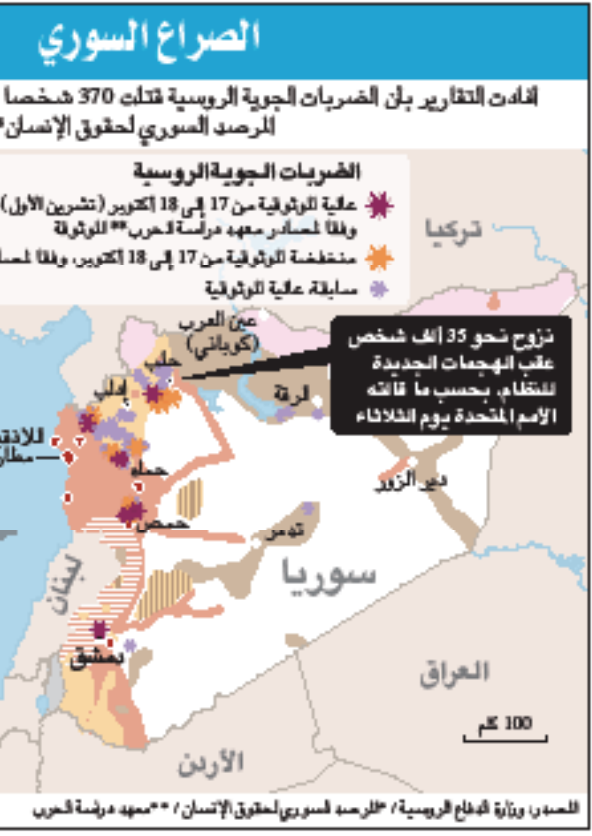 الصراع السوري
أفادت التقارير بأن الضربات الجوية الروسية قتلت 370 شخصا
المرصد السوري لحقوق الإنسان*
الضربات الجوية الروسية
عالية الموثوقية من 17 إلى 18 أكتوبر (تشرين الأول)
وفقا لمصادر معهد دراسة الحرب** الموثوقة
منخفضة الموثوقية من 17 إلى 18 أكتوبر، وفقا
سابقة، عالية الموثوقية
تركيا
عين العرب
(كوباني)
نزوح نحو 35 ألف شخص
عقب الهجمات الجديدة
للنظام، بحسب ما قالته
الأمم المتحدة يوم الثلاثاء
حلب
إدلب
الرقة
حماه
دير الزور
حمص
تدمر
سوريا
لبنان
دمشق
العراق
100 كلم
الأردن
المصدر: وزارة الدفاع الروسية/ *المرصد السوري لحقوق الإنسان/ **معهد دراسة الحرب